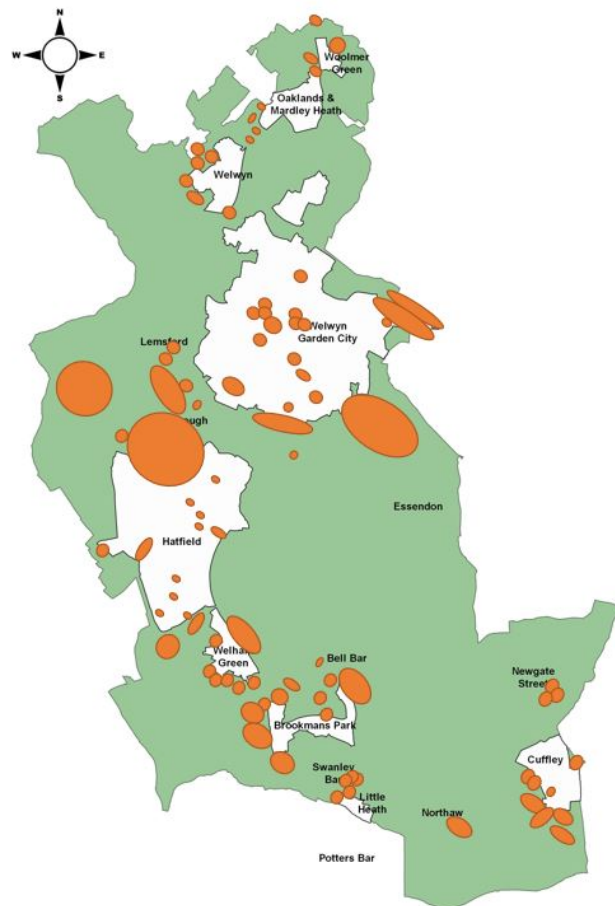 N
W
E
S
Woolmer
Green
Oaklands &
Mardley Heath
Welwyn
Lemsford
Welwyn
Garden City
Essendon
Hatfield
Green
Bell Bar
Newgate
Brookmans Park
Swanley
Cuffley
Little
Heath
Northaw
Potters Bar